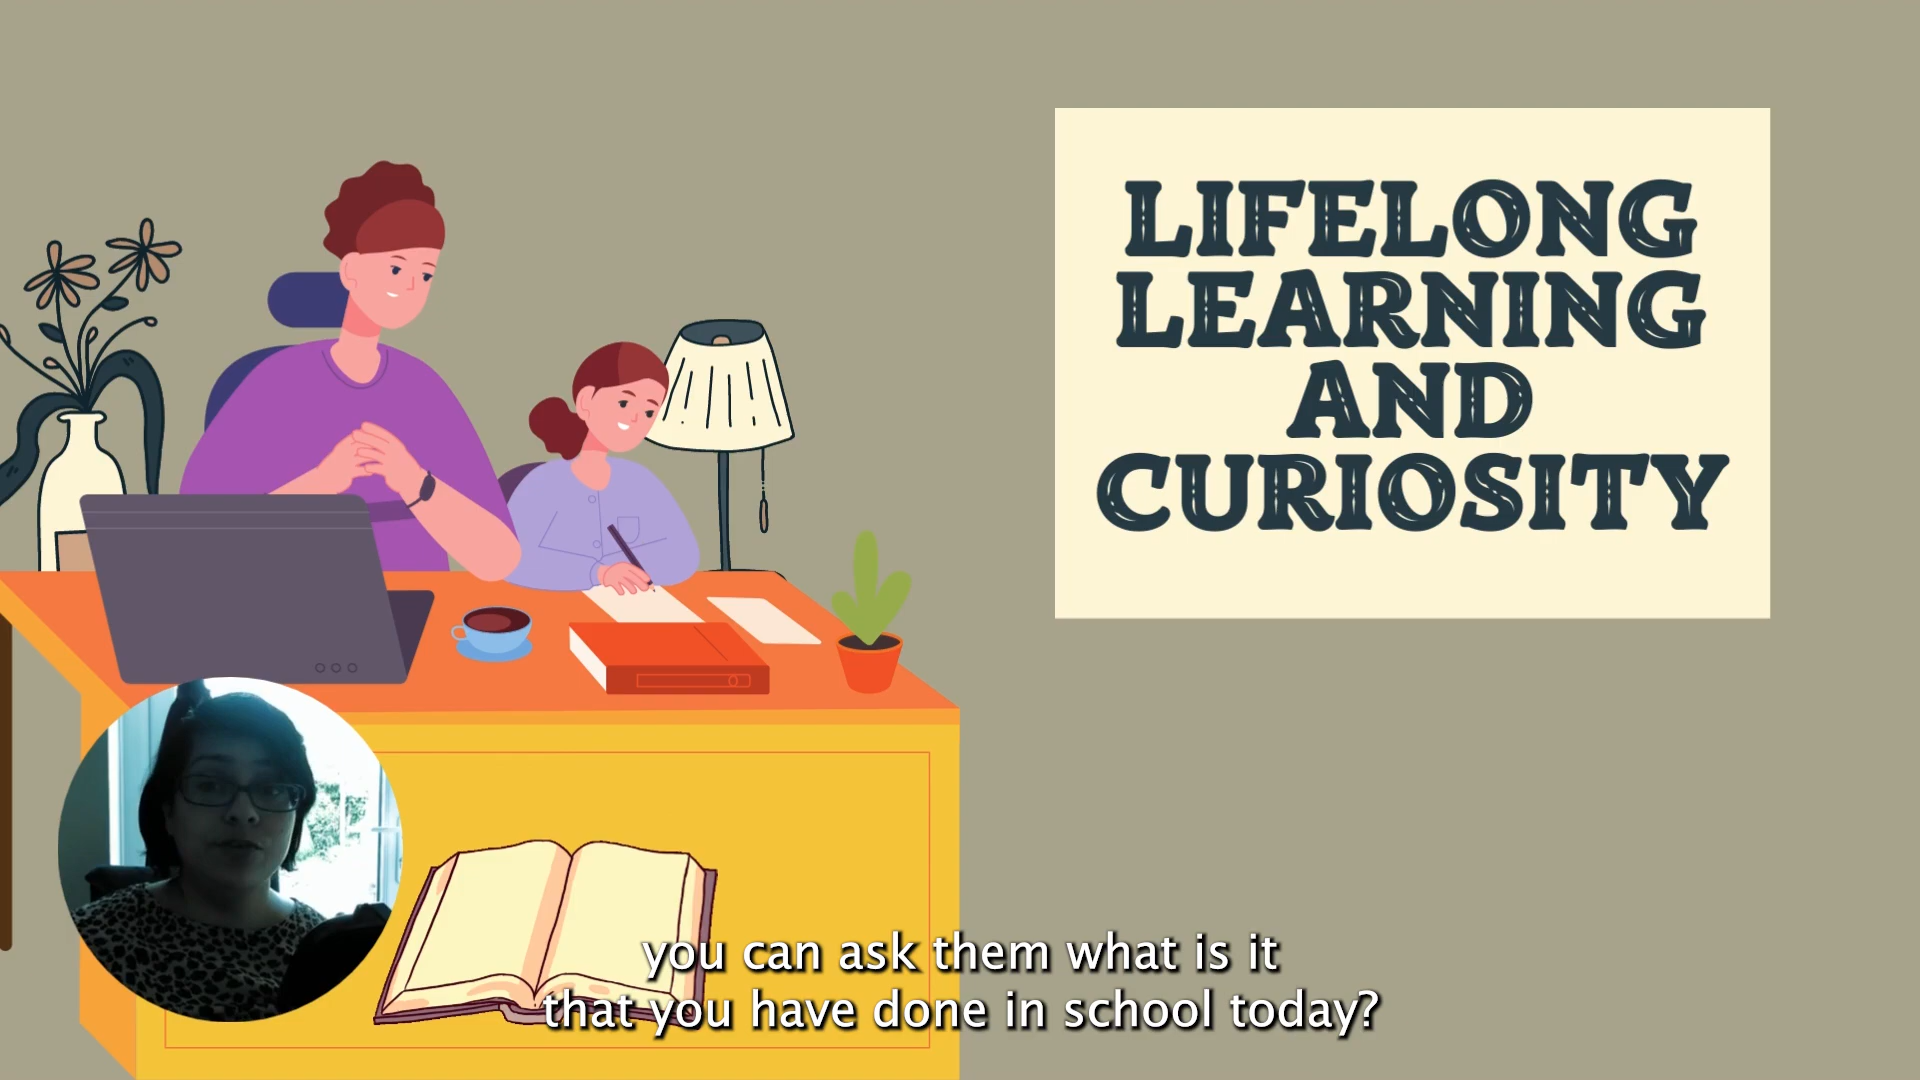 LIFELONG
LEARNING
AND
CURIOSITY
you can ask them what is it
that you have done in school today?